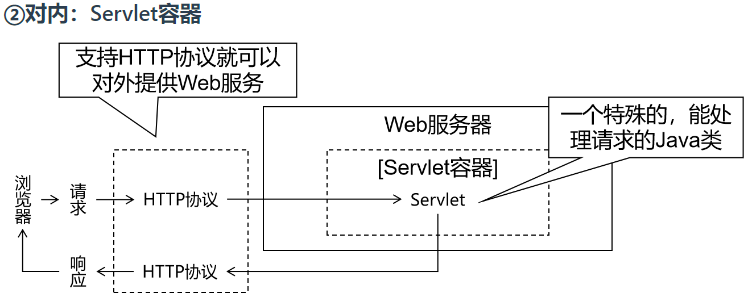 ②对内：Servlet容器
支持HTTP协议就可以
对外提供Web服务
Web服务器
一个特殊的，能处
理请求的Java类
[Servlet容器]
浏览器
请求
HTTP协议
Servlet
响应
HTTP协议